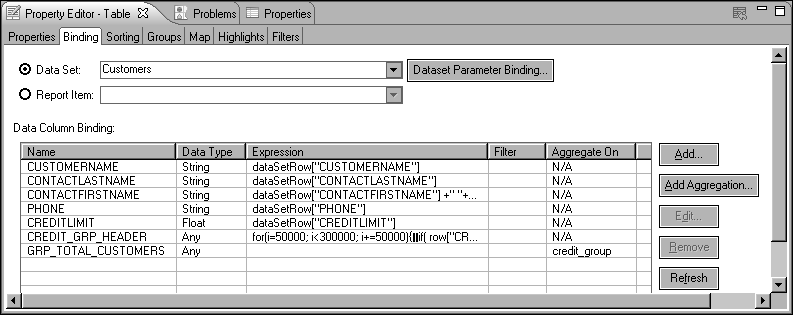 Property Editor - Table Problems Properties
Properties Binding Sorting Groups Map Highlights Filters
Data Set: Customers Dataset Parameter Binding...
Report Item:
Data Column Binding:
Name Data Type Expression Filter Aggregate On
CUSTOMERNAME String dataSetRow["CUSTOMERNAME"] N/A
CONTACTLASTNAME String dataSetRow["CONTACTLASTNAME"] N/A
CONTACTFIRSTNAME String dataSetRow["CONTACTFIRSTNAME"] +" "+... N/A
PHONE String dataSetRow["PHONE"] N/A
CREDITLIMIT Float dataSetRow["CREDITLIMIT"] N/A
CREDIT_GRP_HEADER Any for(i=50000; i<300000; i+=50000){||if( row["CR... N/A
GRP_TOTAL_CUSTOMERS Any credit_group
Add...
Add Aggregation...
Edit...
Remove
Refresh